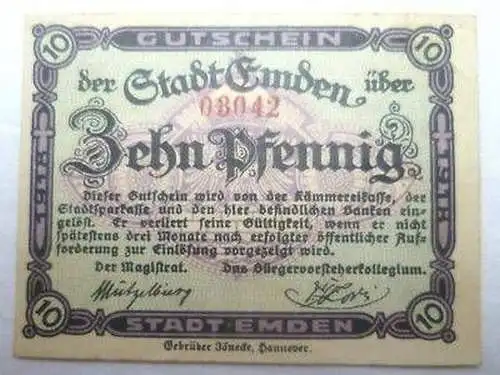 GUTSCHEIN
10 10
der Stadt Emden über
03042
Zehn Pfennig
1918 1918
Dieser Gutschein wird von der Kämmereikasse, der
Stadtsparkasse und den hier befindlichen Banken ein-
gelöst. Er verliert seine Gültigkeit, wenn er nicht
spätestens drei Monate nach erfolgter öffentlicher Auf-
forderung zur Einlösung vorgezeigt wird.
Der Magistrat. Das Bürgervorsteherkollegium.
Mützelburg
10 10
STADT EMDEN
Gebrüder Jänecke, Hannover.